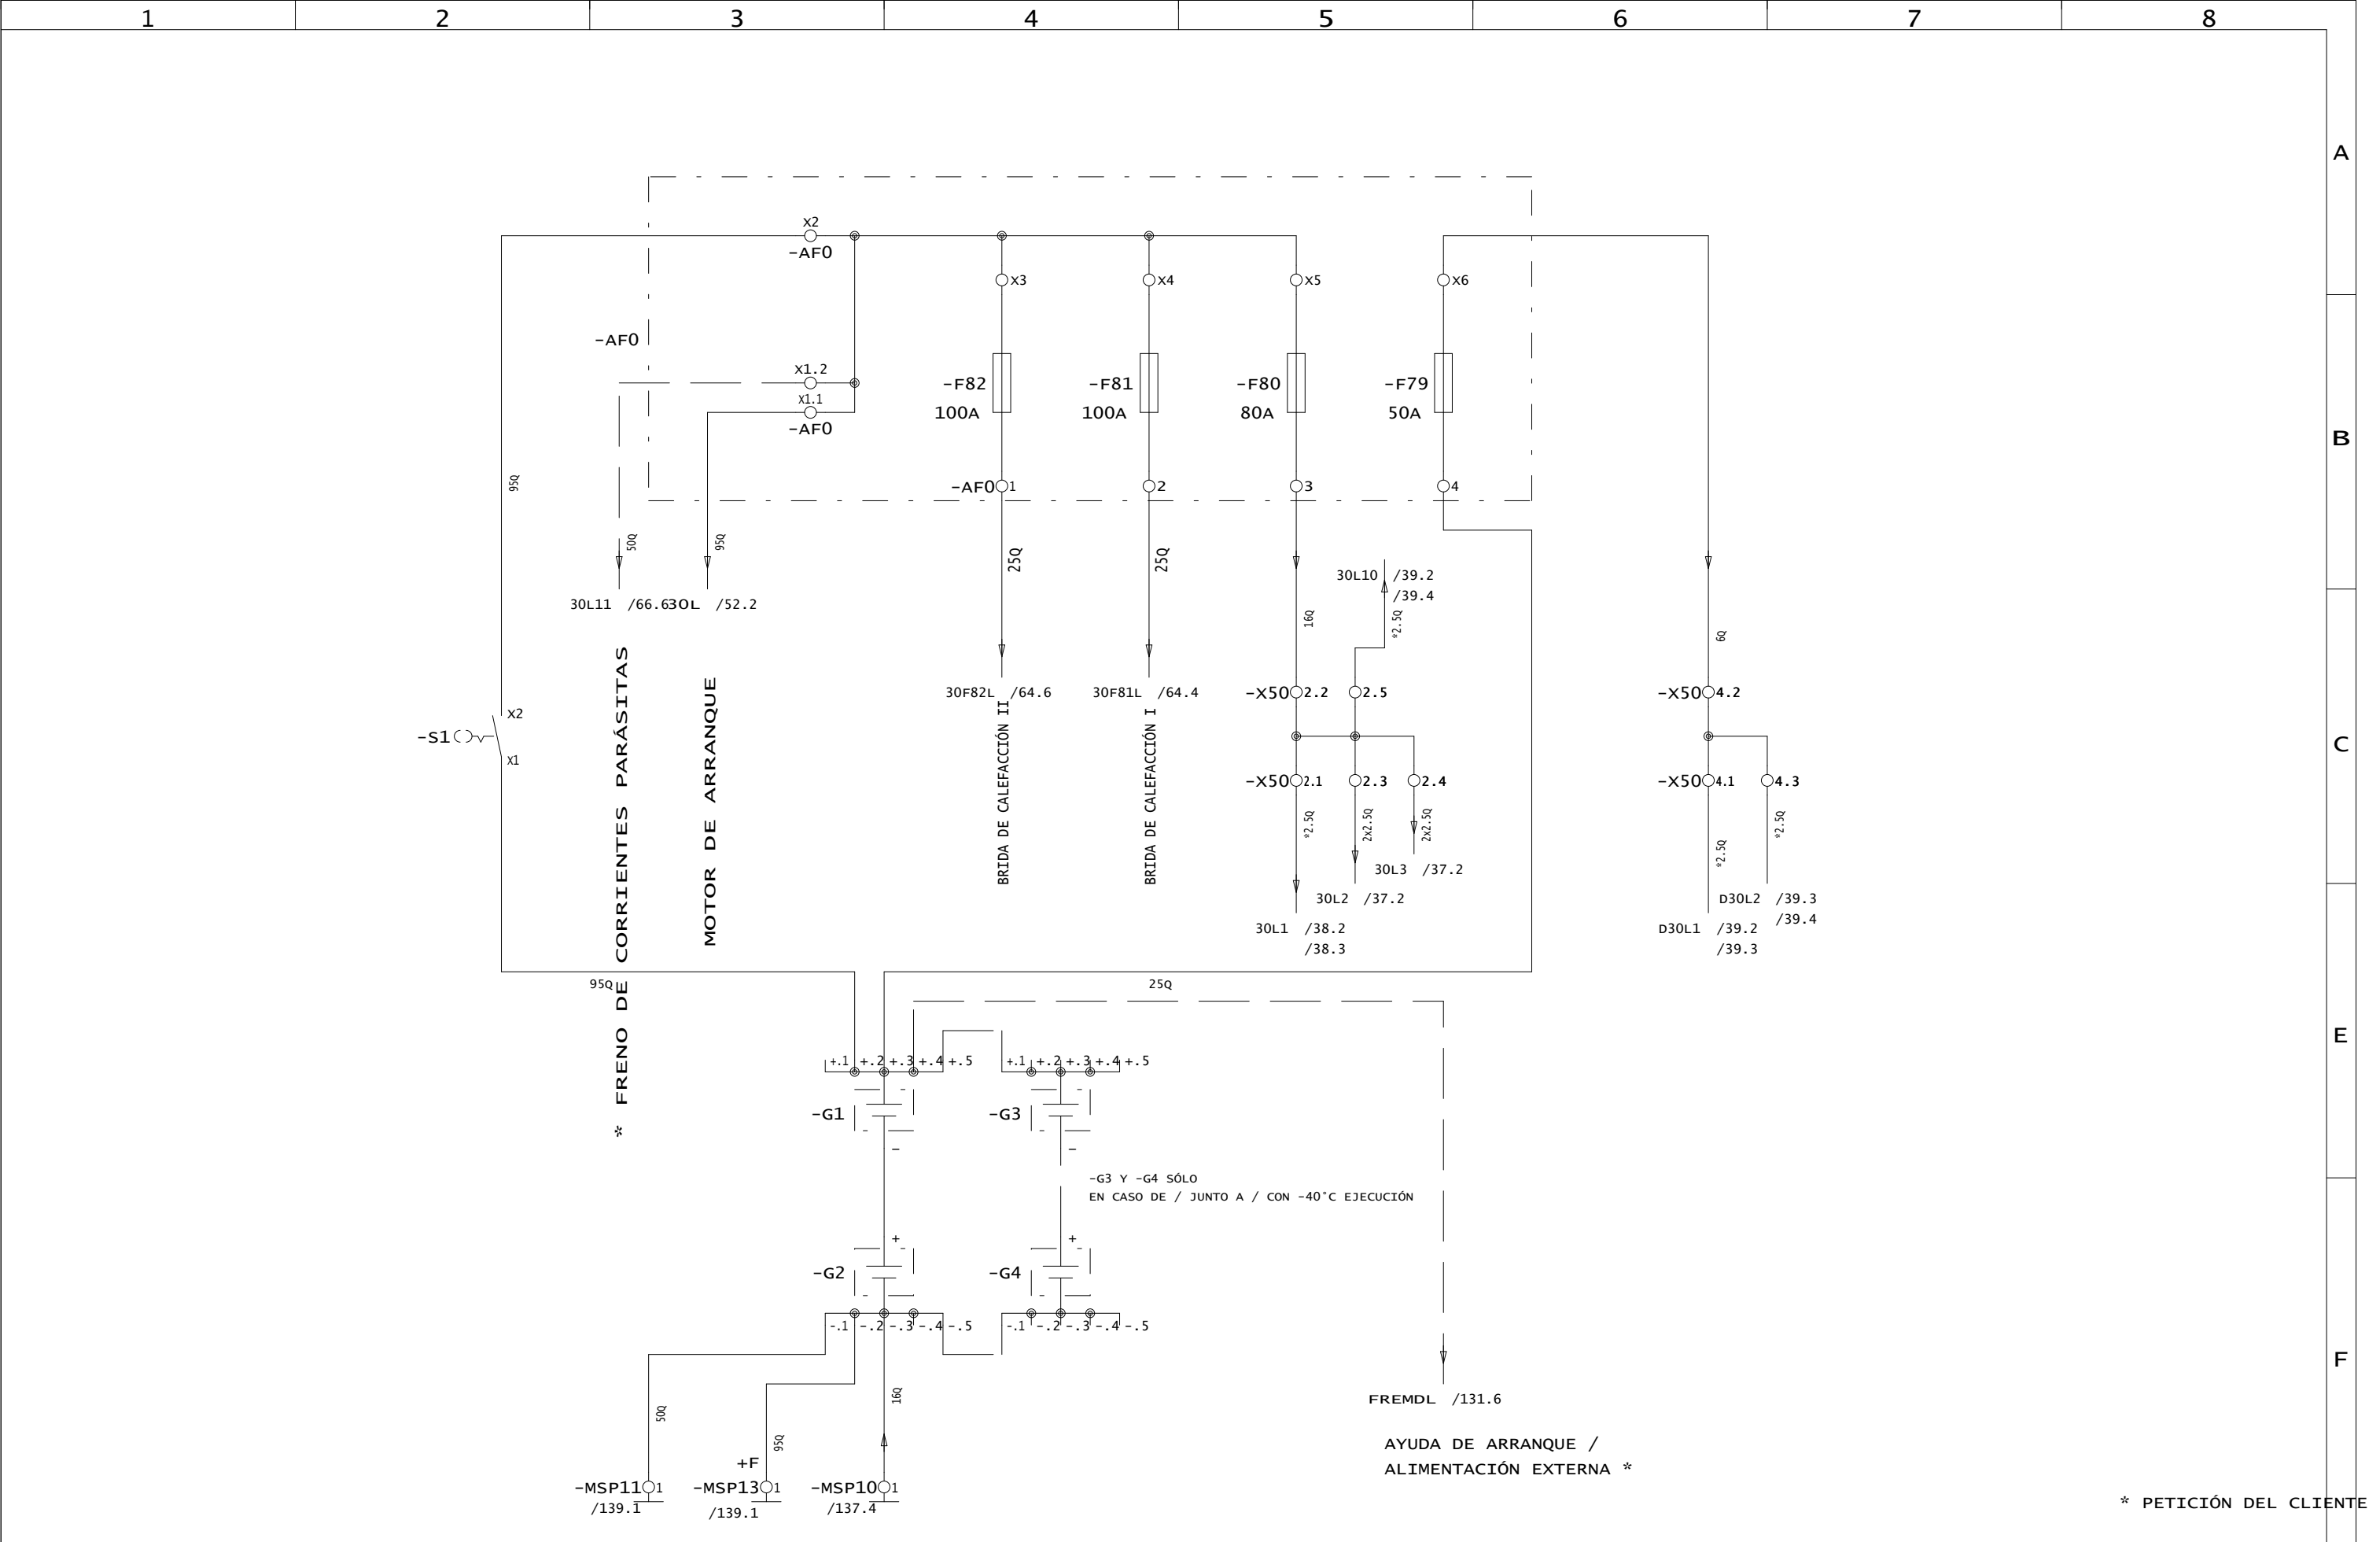 1 2 3 4 5 6 7 8
A
X2
-AF0
X3
X4
X5
X6
-AF0
X1.2
X1.1
-AF0
-F82
100A
-F81
100A
-F80
80A
-F79
50A
B
95Q
-AF0 1
2
3
4
50Q
95Q
25Q
25Q
30L11 /66.6
30L /52.2
30L10 /39.2
/39.4
16Q
*2.5Q
6Q
* FRENO DE CORRIENTES PARÁSITAS
MOTOR DE ARRANQUE
30F82L /64.6
BRIDA DE CALEFACCIÓN II
30F81L /64.4
BRIDA DE CALEFACCIÓN I
-X50 2.2
2.5
-X50 4.2
-S1
X2
X1
C
-X50 2.1
2.3
2.4
-X50 4.1
4.3
*2.5Q
2x2.5Q
2x2.5Q
*2.5Q
*2.5Q
30L3 /37.2
30L2 /37.2
30L1 /38.2
/38.3
D30L2 /39.3
/39.4
D30L1 /39.2
/39.3
95Q
25Q
E
+.1 +.2 +.3 +.4 +.5
+.1 +.2 +.3 +.4 +.5
-G1
-
-G3
-
-G3 Y -G4 SÓLO
EN CASO DE / JUNTO A / CON -40°C EJECUCIÓN
+
-G2
+
-G4
-.1 -.2 -.3 -.4 -.5
-.1 -.2 -.3 -.4 -.5
F
50Q
95Q
16Q
+F
-MSP11 1
/139.1
-MSP13 1
/139.1
-MSP10 1
/137.4
FREMDL /131.6
AYUDA DE ARRANQUE /
ALIMENTACIÓN EXTERNA *
* PETICIÓN DEL CLIENTE